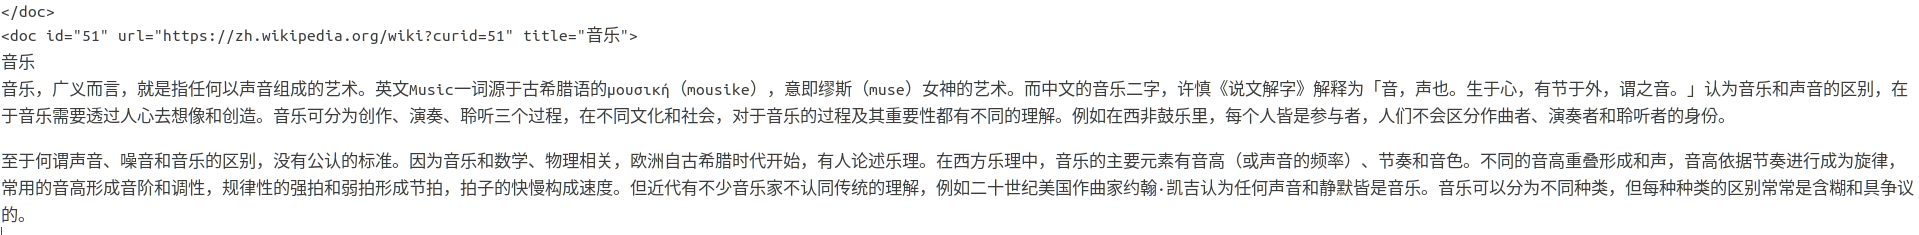 </doc>
<doc id="51" url="https://zh.wikipedia.org/wiki?curid=51" title="音乐">
音乐
音乐，广义而言，就是指任何以声音组成的艺术。英文Music一词源于古希腊语的μουσική（mousike），意即缪斯（muse）女神的艺术。而中文的音乐二字，许慎《说文解字》解释为「音，声也。生于心，有节于外，谓之音。」认为音乐和声音的区别，在
于音乐需要透过人心去想像和创造。音乐可分为创作、演奏、聆听三个过程，在不同文化和社会，对于音乐的过程及其重要性都有不同的理解。例如在西非鼓乐里，每个人皆是参与者，人们不会区分作曲者、演奏者和聆听者的身份。
至于何谓声音、噪音和音乐的区别，没有公认的标准。因为音乐和数学、物理相关，欧洲自古希腊时代开始，有人论述乐理。在西方乐理中，音乐的主要元素有音高（或声音的频率）、节奏和音色。不同的音高重叠形成和声，音高依据节奏进行成为旋律，
常用的音高形成音阶和调性，规律性的强拍和弱拍形成节拍，拍子的快慢构成速度。但近代有不少音乐家不认同传统的理解，例如二十世纪美国作曲家约翰·凯吉认为任何声音和静默皆是音乐。音乐可以分为不同种类，但每种种类的区别常常是含糊和具争议
的。